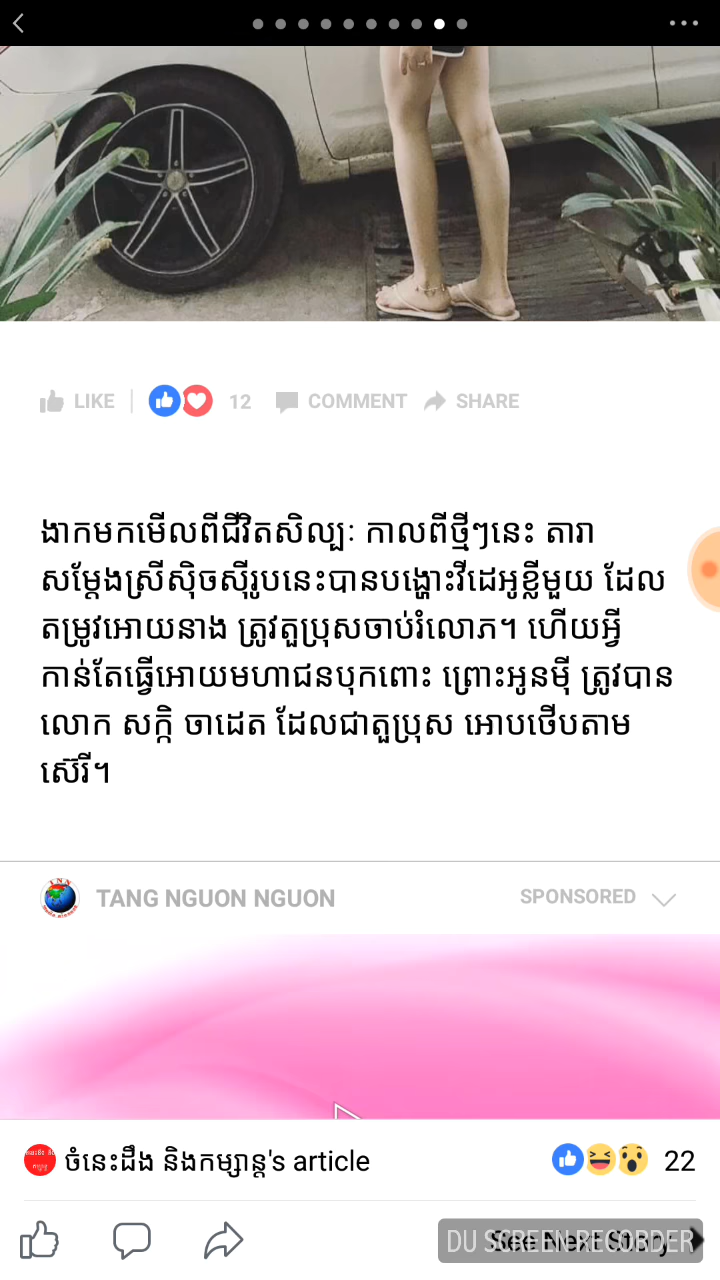 LIKE 12 COMMENT SHARE
ងាកមកមើលពីជីវិតសិល្បៈ កាលពីថ្មីៗនេះ តារា
សម្តែងស្រីស៊ិចស៊ីរូបនេះបានបង្ហោះវីដេអូខ្លីមួយ ដែល
តម្រូវអោយនាង ត្រូវតួប្រុសចាប់រំលោភ។ ហើយអ្វី
កាន់តែធ្វើអោយមហាជនបុកពោះ ព្រោះអូនម៉ី ត្រូវបាន
លោក សក្កិ ចាដេត ដែលជាតួប្រុស អោបថើបតាម
ស៊េរី។
TANG NGUON NGUON SPONSORED
ចំនេះដឹង និងកម្សាន្ត's article 22
See Next Story
DU SCREEN RECORDER